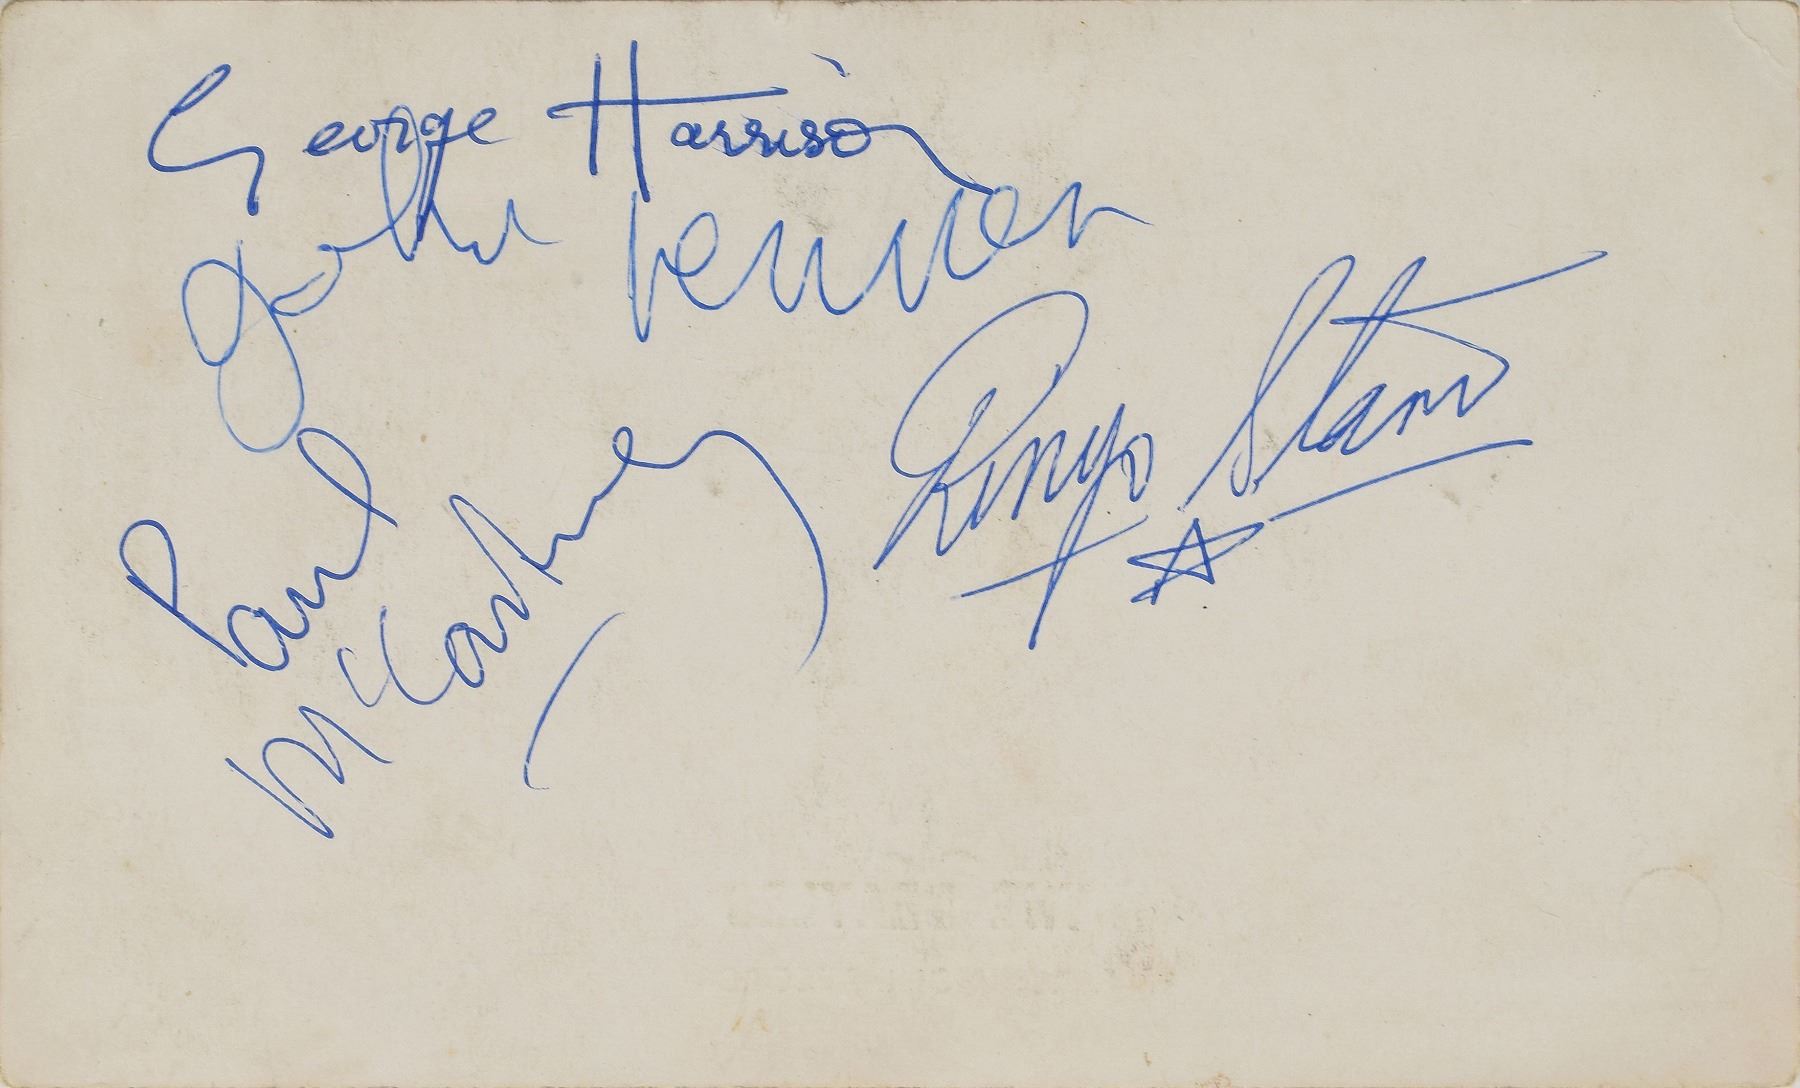 George Harrison
John Lennon
Ringo Starr
Paul
McCartney